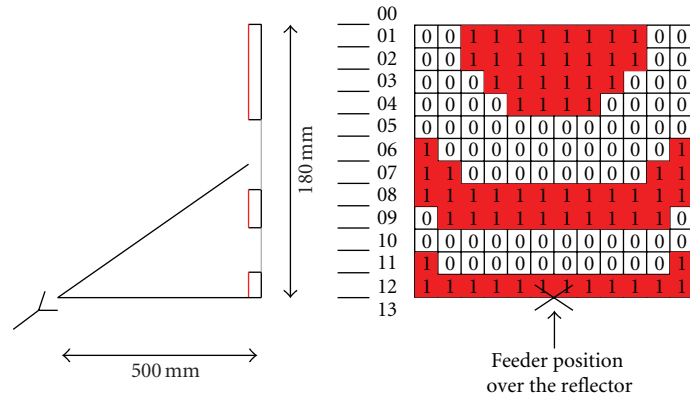 00
01 0 0 1 1 1 1 1 1 1 1 0 0
02 0 0 1 1 1 1 1 1 1 1 0 0
03 0 0 0 1 1 1 1 1 1 0 0 0
04 0 0 0 0 1 1 1 1 0 0 0 0
05 0 0 0 0 0 0 0 0 0 0 0 0
06 1 0 0 0 0 0 0 0 0 0 0 1
07 1 1 0 0 0 0 0 0 0 0 1 1
08 1 1 1 1 1 1 1 1 1 1 1 1
09 0 1 1 1 1 1 1 1 1 1 1 0
10 0 0 0 0 0 0 0 0 0 0 0 0
11 1 0 0 0 0 0 0 0 0 0 0 1
12 1 1 1 1 1 1 1 1 1 1 1 1
13
180 mm
500 mm
Feeder position
over the reflector